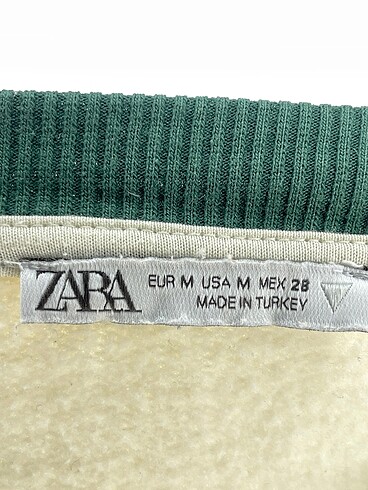 ZARA
EUR M USA M MEX 28
MADE IN TURKEY